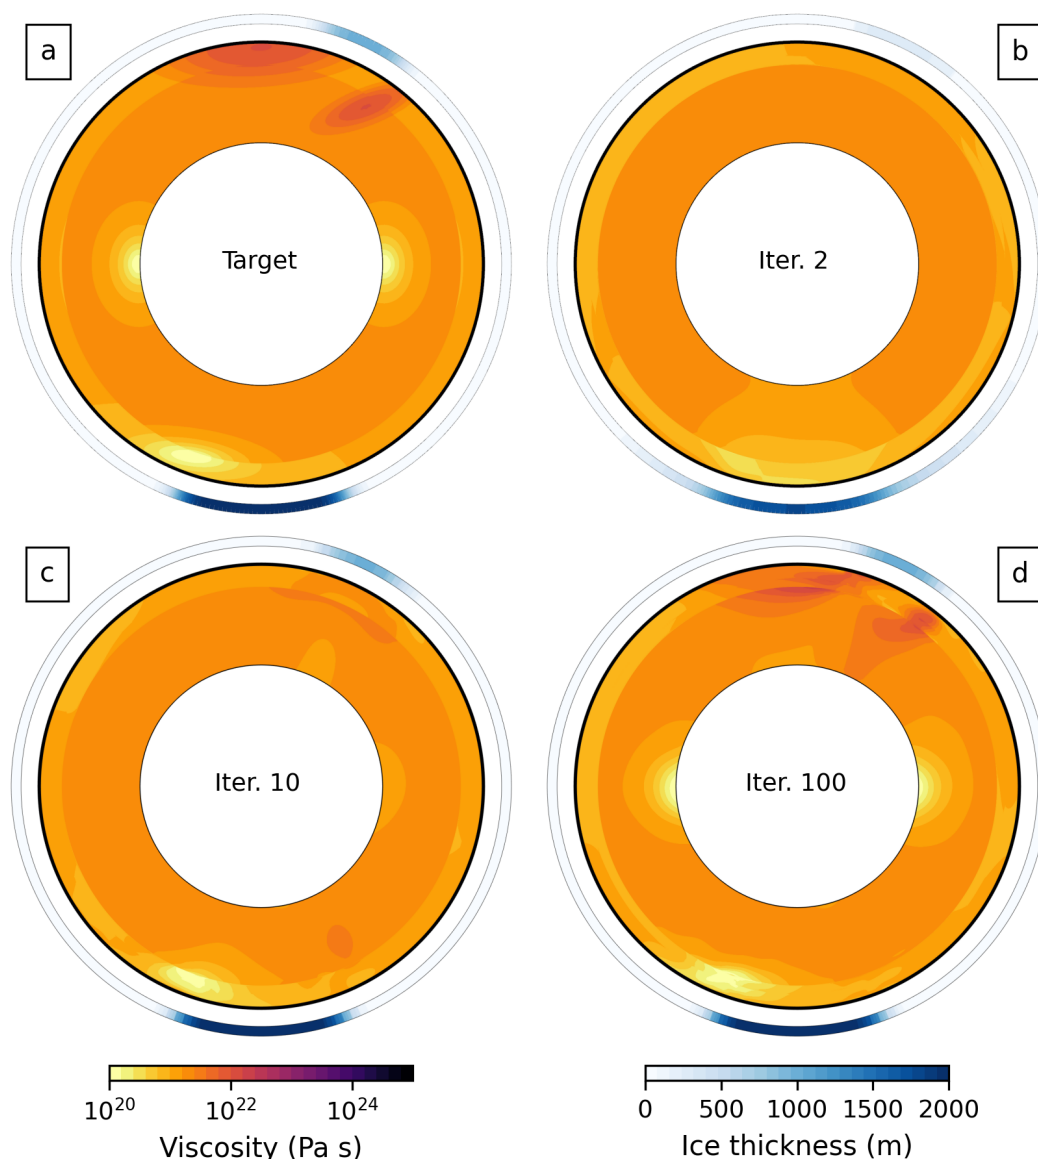 a
b
Target
Iter. 2
c
d
Iter. 10
Iter. 100
10^20 10^22 10^24
0 500 1000 1500 2000
Viscosity (Pa s)
Ice thickness (m)